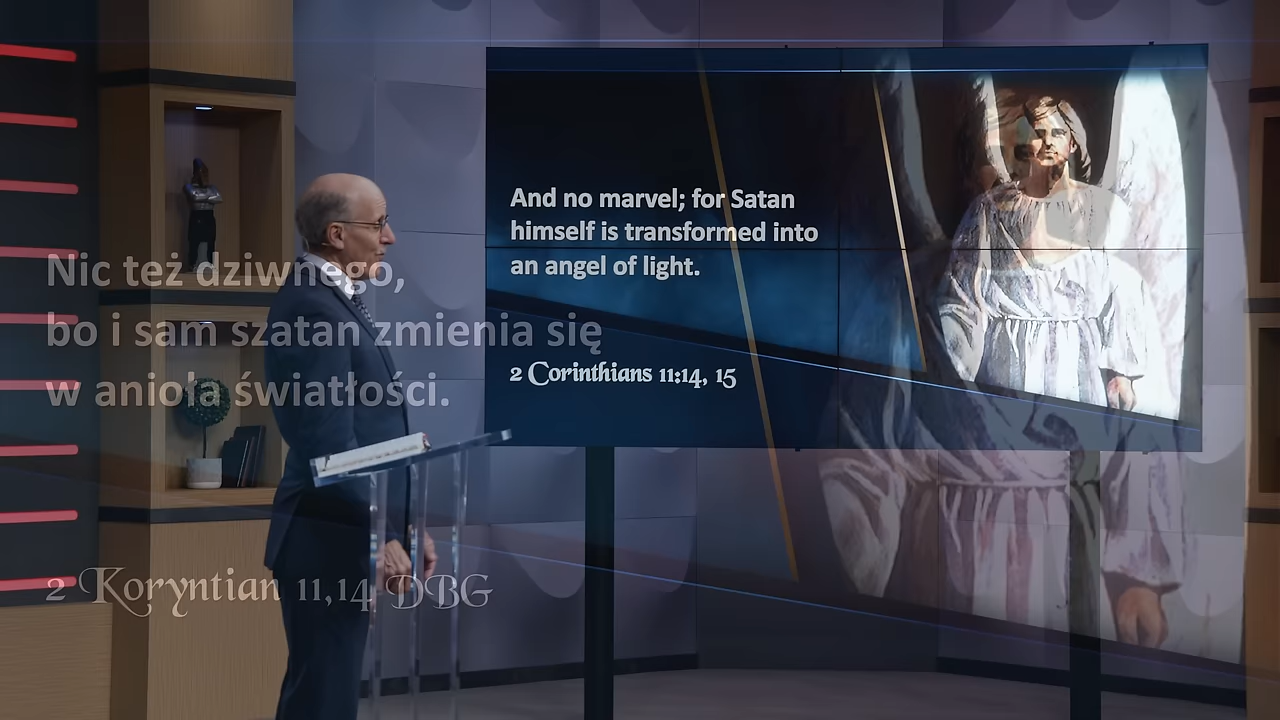 And no marvel; for Satan
himself is transformed into
an angel of light.
2 Corinthians 11:14, 15
Nic też dziwnego,
bo i sam szatan zmienia się
w anioła światłości.
2 Koryntian 11,14 DBG